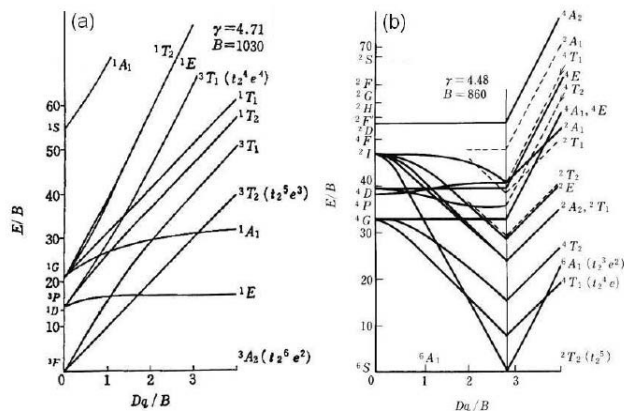 (a)
γ = 4.71
B = 1030
¹A₁
¹T₂
¹E
³T₁ (t₂⁴e⁴)
¹T₁
¹T₂
³T₁
³T₂ (t₂⁵e³)
¹A₁
¹E
³A₂ (t₂⁶e²)
E/B
60
50
40
30
20
10
¹S
¹G
³P
¹D
³F
0
1
2
3
Dq/B
(b)
γ = 4.48
B = 860
⁴A₂
²A₁
⁴T₁
⁴E
⁴T₂
⁴A₁, ⁴E
²A₁
²T₁
²T₂
²E
²A₂, ²T₁
⁴T₂
⁶A₁ (t₂³e²)
⁴T₁ (t₂⁴e)
²T₂ (t₂⁵)
E/B
70
²S
²F
²G
²H
²F
²D
⁴F
²I
40
⁴D
⁴P
⁴G
30
20
10
5
⁶S
⁶A₁
0
1
2
3
4
Dq/B